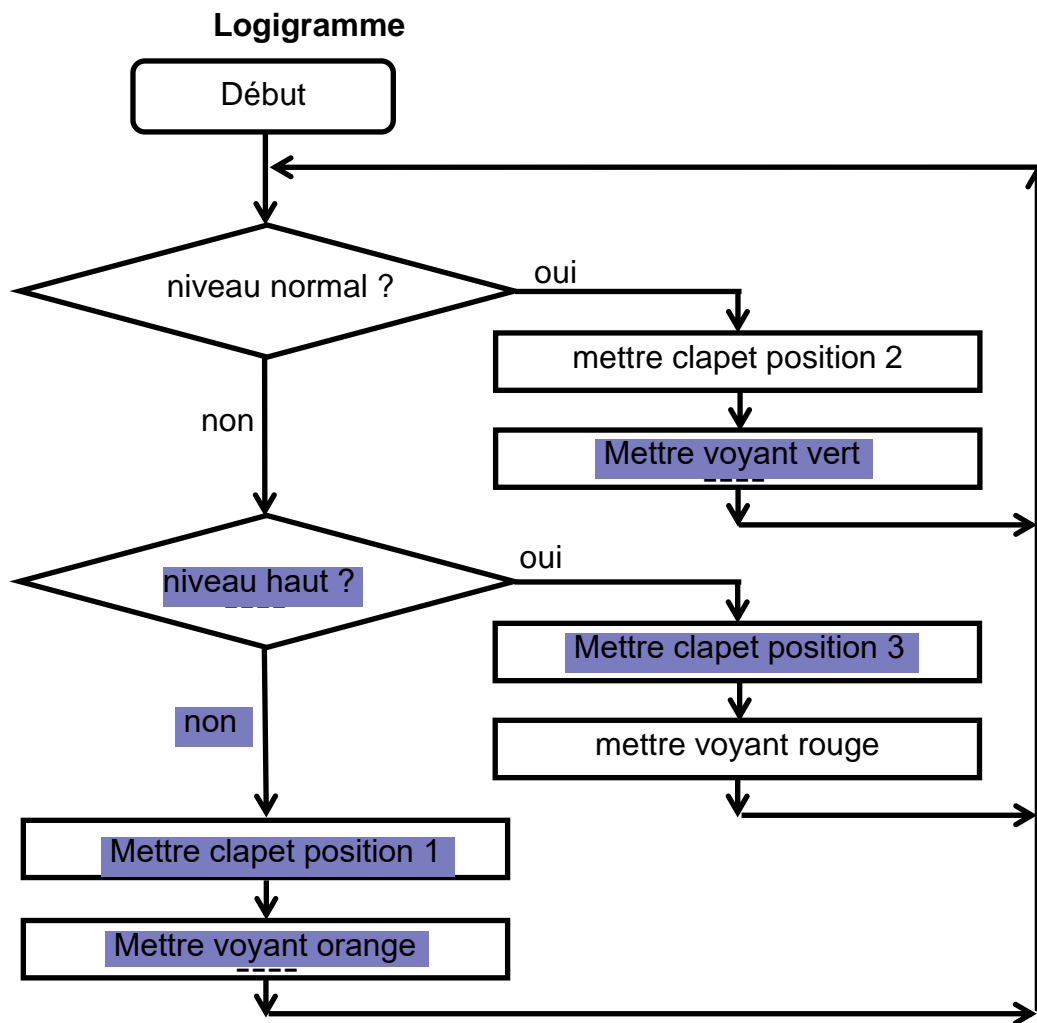 Logigramme
Début
niveau normal ?
oui
mettre clapet position 2
non
Mettre voyant vert
niveau haut ?
oui
Mettre clapet position 3
non
mettre voyant rouge
Mettre clapet position 1
Mettre voyant orange